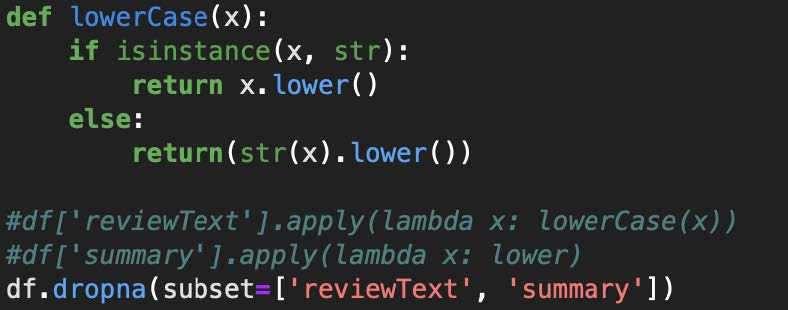 def lowerCase(x):
    if isinstance(x, str):
        return x.lower()
    else:
        return(str(x).lower())

#df['reviewText'].apply(lambda x: lowerCase(x))
#df['summary'].apply(lambda x: lower)
df.dropna(subset=['reviewText', 'summary'])